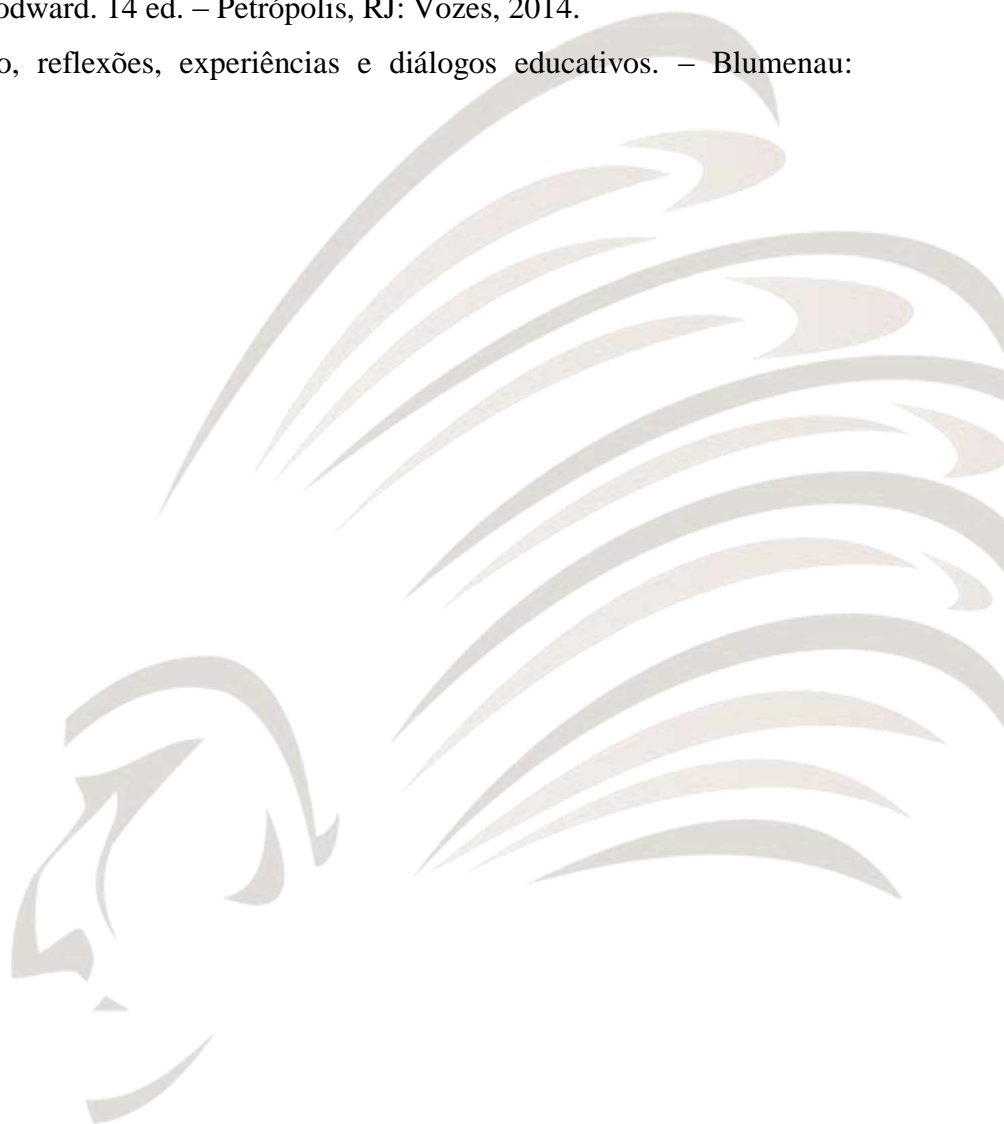 odward. 14 ed. – Petrópolis, RJ: Vozes, 2014.
o, reflexões, experiências e diálogos educativos. – Blumenau: